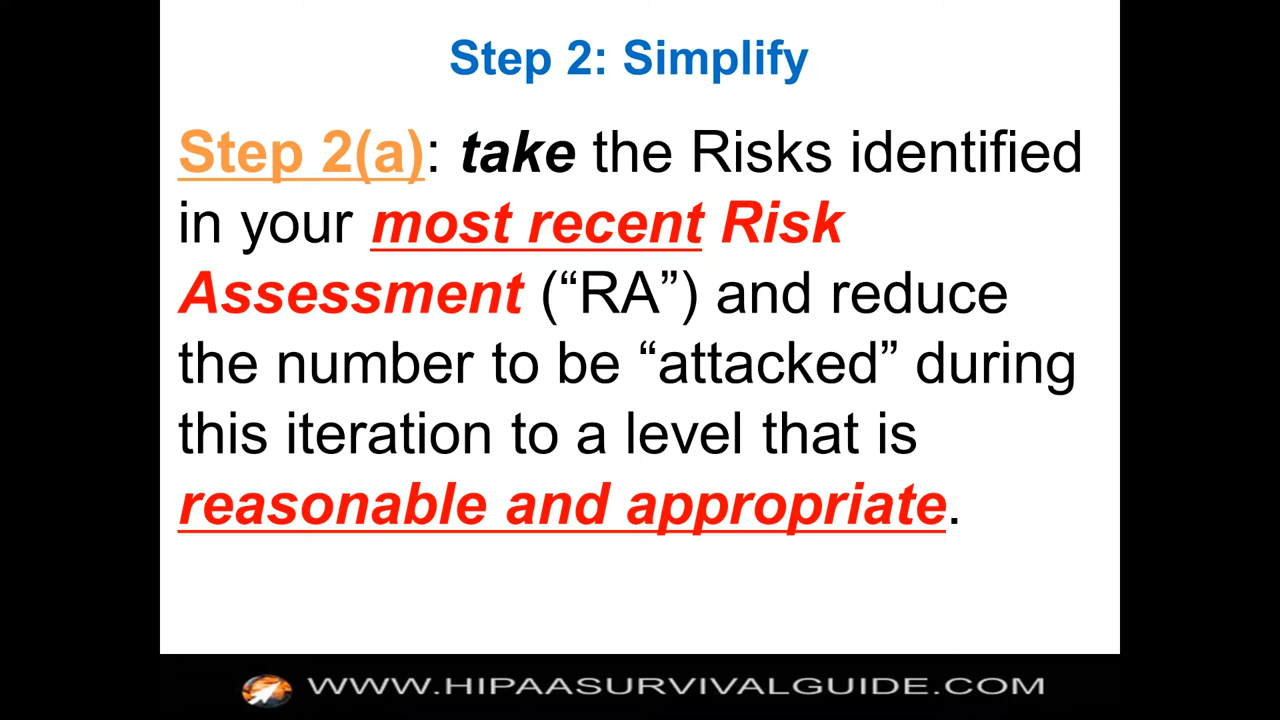 Step 2: Simplify
Step 2(a): take the Risks identified
in your most recent Risk
Assessment (“RA”) and reduce
the number to be “attacked” during
this iteration to a level that is
reasonable and appropriate.
WWW.HIPAASURVIVALGUIDE.COM